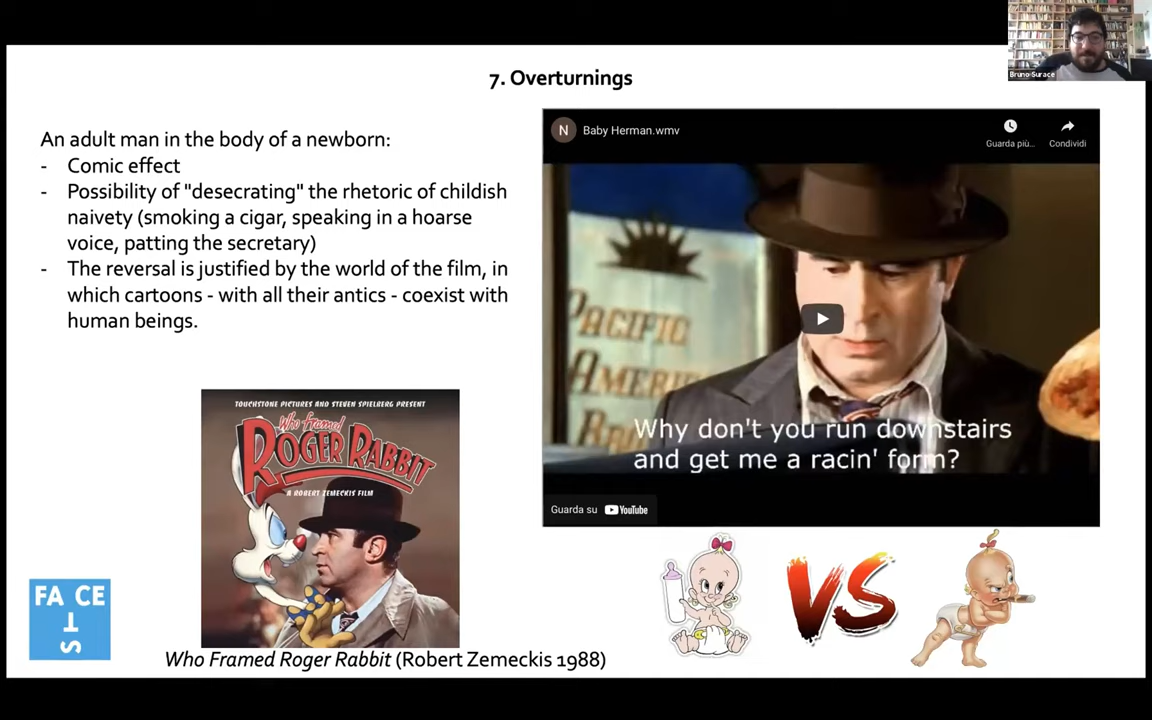 Bruno Surace
7. Overturnings
An adult man in the body of a newborn:
- Comic effect
- Possibility of "desecrating" the rhetoric of childish
naivety (smoking a cigar, speaking in a hoarse
voice, patting the secretary)
- The reversal is justified by the world of the film, in
which cartoons - with all their antics - coexist with
human beings.
N
Baby Herman.wmv
Guarda più...
Condividi
PACIFIC
AMERI
Why don't you run downstairs
and get me a racin' form?
Guarda su YouTube
TOUCHSTONE PICTURES AND STEVEN SPIELBERG PRESENT
Who Framed
ROGER RABBIT
A ROBERT ZEMECKIS FILM
VS
FA CE
T
S
Who Framed Roger Rabbit (Robert Zemeckis 1988)